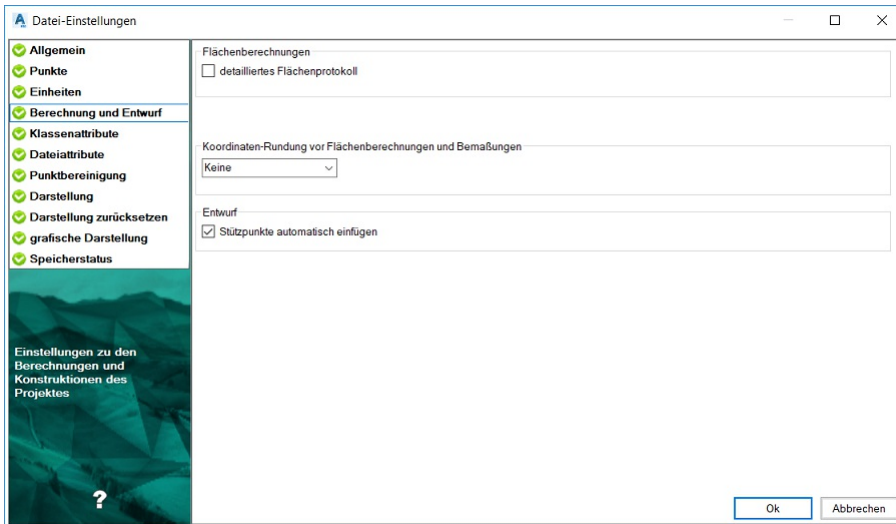 Datei-Einstellungen
Allgemein
Punkte
Einheiten
Berechnung und Entwurf
Klassenattribute
Dateiattribute
Punktbereinigung
Darstellung
Darstellung zurücksetzen
grafische Darstellung
Speicherstatus
Einstellungen zu den
Berechnungen und
Konstruktionen des
Projektes
?
Flächenberechnungen
detailliertes Flächenprotokoll
Koordinaten-Rundung vor Flächenberechnungen und Bemaßungen
Keine
Entwurf
Stützpunkte automatisch einfügen
Ok
Abbrechen